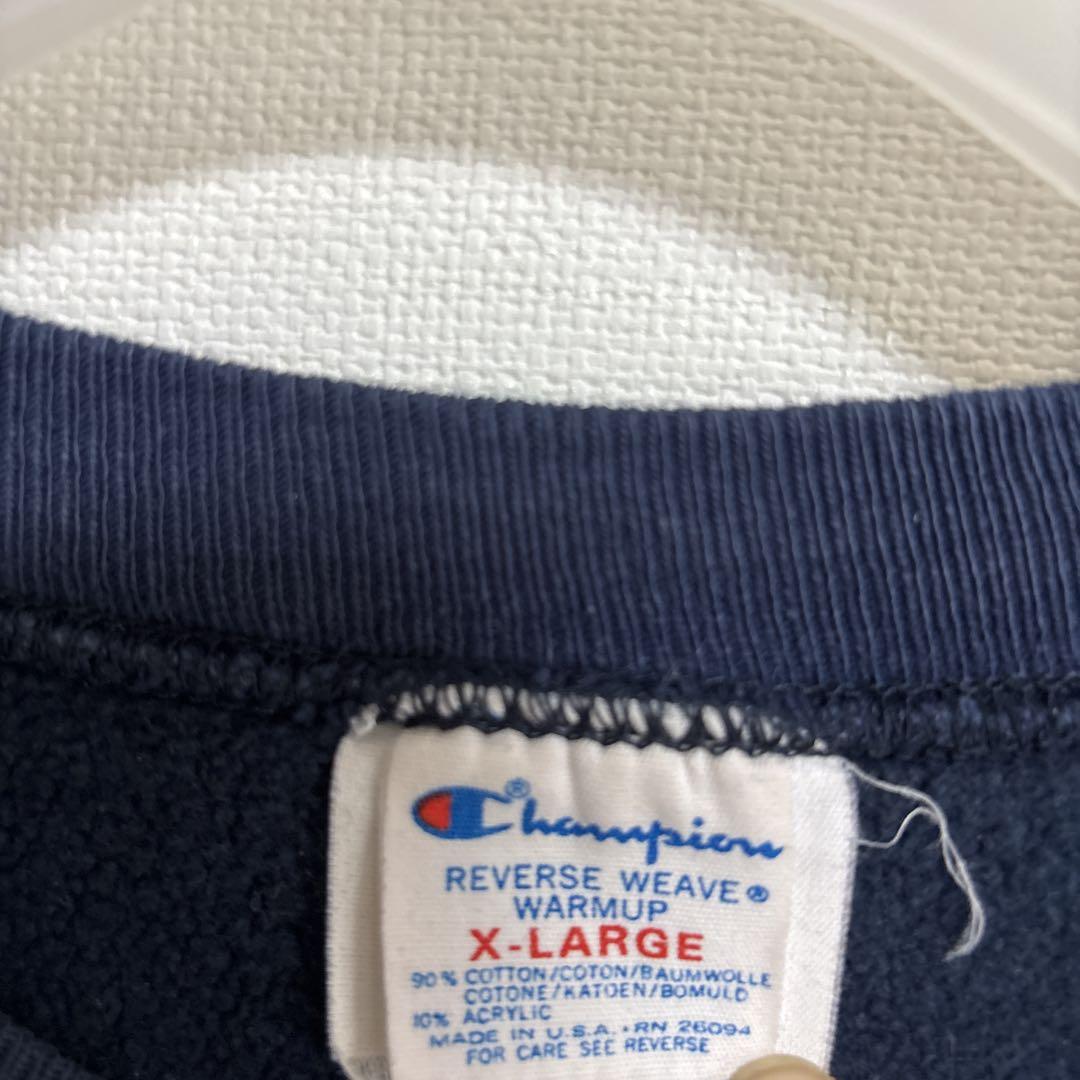 Champion®
REVERSE WEAVE®
WARMUP
X-LARGE
90% COTTON/COTON/BAUMWOLLE
COTONE/KATOEN/BOMULD
10% ACRYLIC
MADE IN U.S.A. • RN 26094
FOR CARE SEE REVERSE